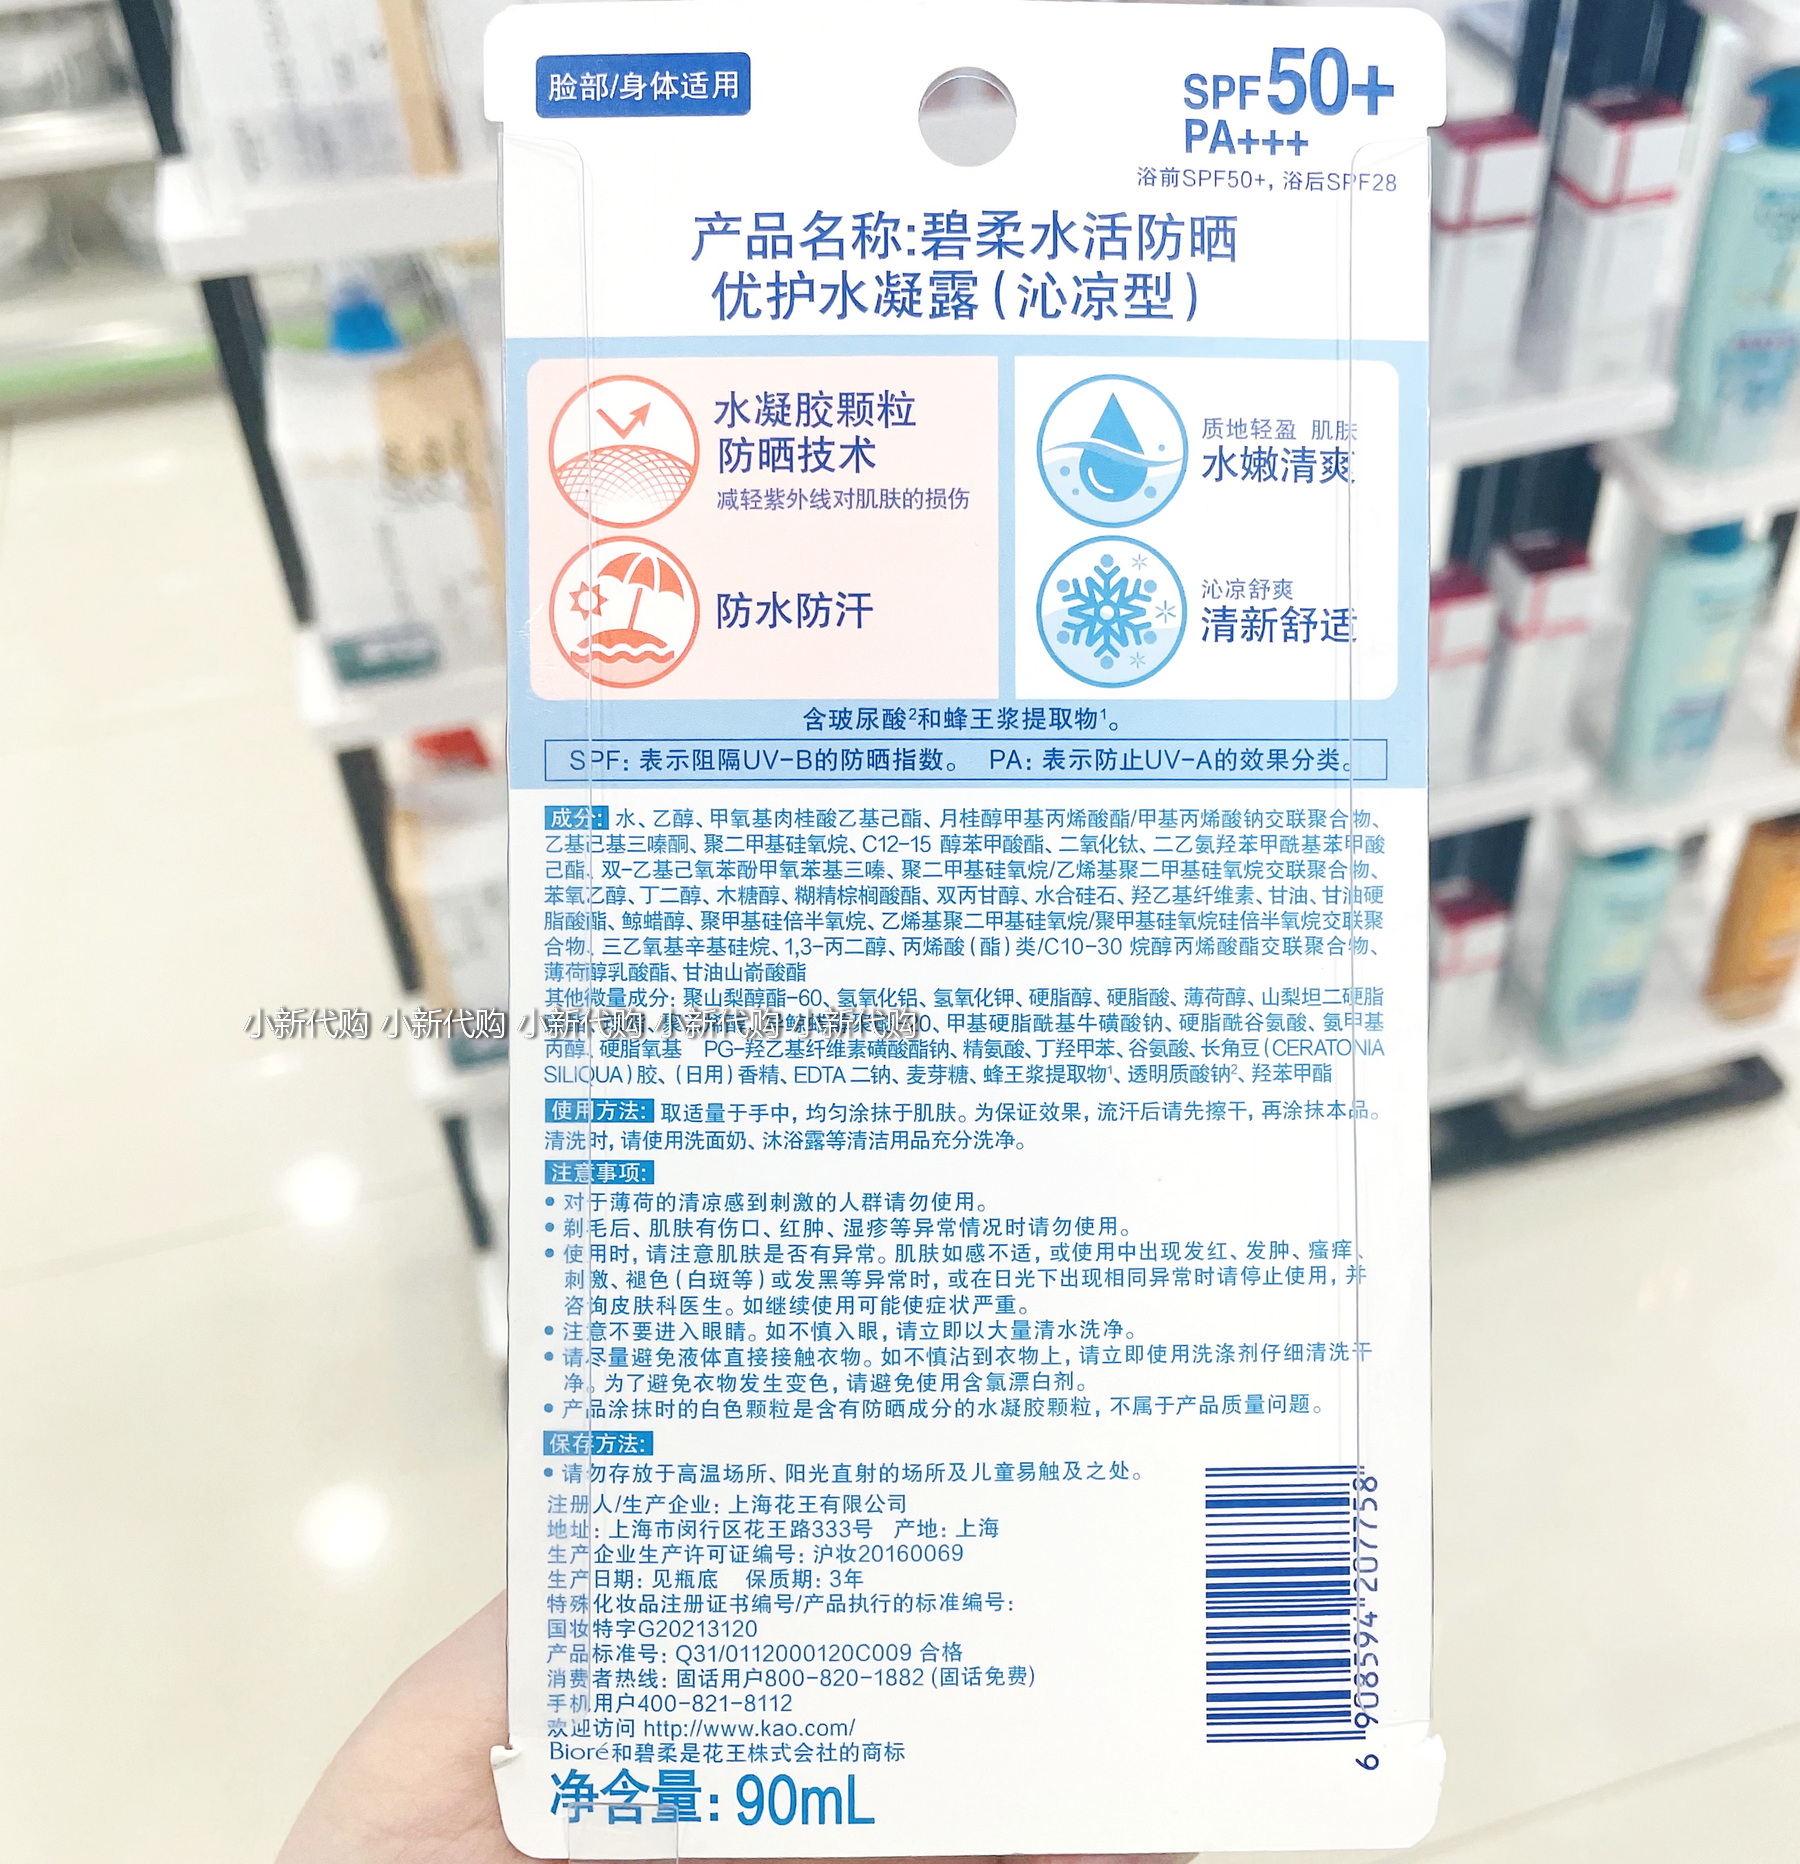 脸部/身体适用
SPF50+
PA+++
浴前SPF50+, 浴后SPF28
产品名称:碧柔水活防晒
优护水凝露(沁凉型)
水凝胶颗粒
防晒技术
减轻紫外线对肌肤的损伤
防水防汗
质地轻盈 肌肤
水嫩清爽
沁凉舒爽
清新舒适
含玻尿酸²和蜂王浆提取物¹。
SPF: 表示阻隔UV-B的防晒指数。 PA: 表示防止UV-A的效果分类。
成分: 水、乙醇、甲氧基肉桂酸乙基己酯、月桂醇甲基丙烯酸酯/甲基丙烯酸钠交联聚合物、
乙基己基三嗪酮、聚二甲基硅氧烷、C12-15 醇苯甲酸酯、二氧化钛、二乙氨羟苯甲酰基苯甲酸
己酯、双-乙基己氧苯酚甲氧苯基三嗪、聚二甲基硅氧烷/乙烯基聚二甲基硅氧烷交联聚合物、
苯氧乙醇、丁二醇、木糖醇、糊精棕榈酸酯、双丙甘醇、水合硅石、羟乙基纤维素、甘油、甘油硬
脂酸酯、鲸蜡醇、聚甲基硅倍半氧烷、乙烯基聚二甲基硅氧烷/聚甲基硅氧烷硅倍半氧烷交联聚
合物、三乙氧基辛基硅烷、1,3-丙二醇、丙烯酸(酯)类/C10-30 烷醇丙烯酸酯交联聚合物、
薄荷醇乳酸酯、甘油山嵛酸酯
其他微量成分: 聚山梨醇酯-60、氢氧化铝、氢氧化钾、硬脂醇、硬脂酸、薄荷醇、山梨坦二硬脂
20、甲基硬脂酰基牛磺酸钠、硬脂酰谷氨酸、氨甲基
小新代购 小新代购 小新代购 小新代购 小新代购
丙醇、硬脂氧基 PG-羟乙基纤维素磺酸酯钠、精氨酸、丁羟甲苯、谷氨酸、长角豆(CERATONIA
SILIQUA)胶、(日用)香精、EDTA 二钠、麦芽糖、蜂王浆提取物¹、透明质酸钠²、羟苯甲酯
使用方法: 取适量于手中, 均匀涂抹于肌肤。为保证效果, 流汗后请先擦干, 再涂抹本品。
清洗时, 请使用洗面奶、沐浴露等清洁用品充分洗净。
注意事项:
• 对于薄荷的清凉感到刺激的人群请勿使用。
• 剃毛后、肌肤有伤口、红肿、湿疹等异常情况时请勿使用。
• 使用时, 请注意肌肤是否有异常。肌肤如感不适, 或使用中出现发红、发肿、瘙痒、
刺激、褪色(白斑等)或发黑等异常时, 或在日光下出现相同异常时请停止使用, 并
咨询皮肤科医生。如继续使用可能使症状严重。
• 注意不要进入眼睛。如不慎入眼, 请立即以大量清水洗净。
• 请尽量避免液体直接接触衣物。如不慎沾到衣物上, 请立即使用洗涤剂仔细清洗干
净。为了避免衣物发生变色, 请避免使用含氯漂白剂。
• 产品涂抹时的白色颗粒是含有防晒成分的水凝胶颗粒, 不属于产品质量问题。
保存方法:
• 请勿存放于高温场所、阳光直射的场所及儿童易触及之处。
注册人/生产企业: 上海花王有限公司
地址: 上海市闵行区花王路333号 产地: 上海
生产企业生产许可证编号: 沪妆20160069
生产日期: 见瓶底 保质期: 3年
特殊化妆品注册证书编号/产品执行的标准编号:
国妆特字G20213120
产品标准号: Q31/0112000120C009 合格
消费者热线: 固话用户800-820-1882 (固话免费)
手机用户400-821-8112
欢迎访问 http://www.kao.com/
Bioré和碧柔是花王株式会社的商标
净含量: 90mL
6 908594 207758